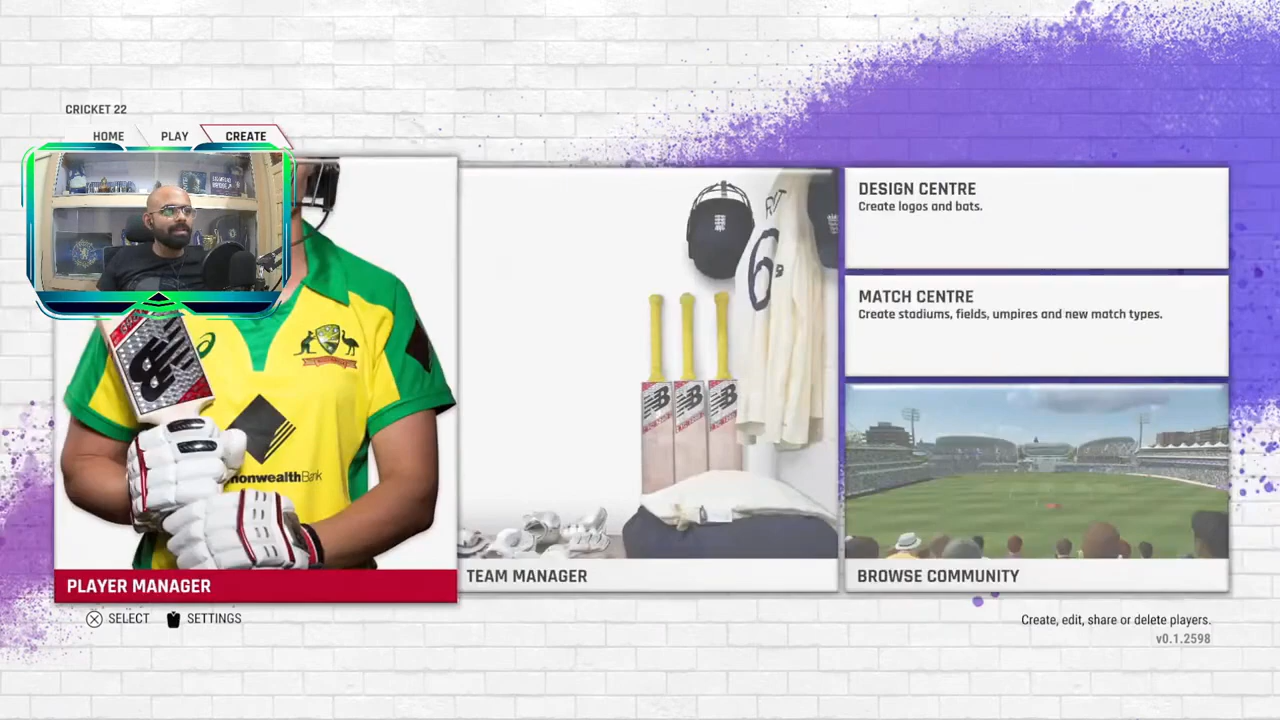 CRICKET 22
HOME
PLAY
CREATE
DESIGN CENTRE
Create logos and bats.
MATCH CENTRE
Create stadiums, fields, umpires and new match types.
monwealthBank
6
PLAYER MANAGER
TEAM MANAGER
BROWSE COMMUNITY
SELECT
SETTINGS
Create, edit, share or delete players.
v0.1.2598